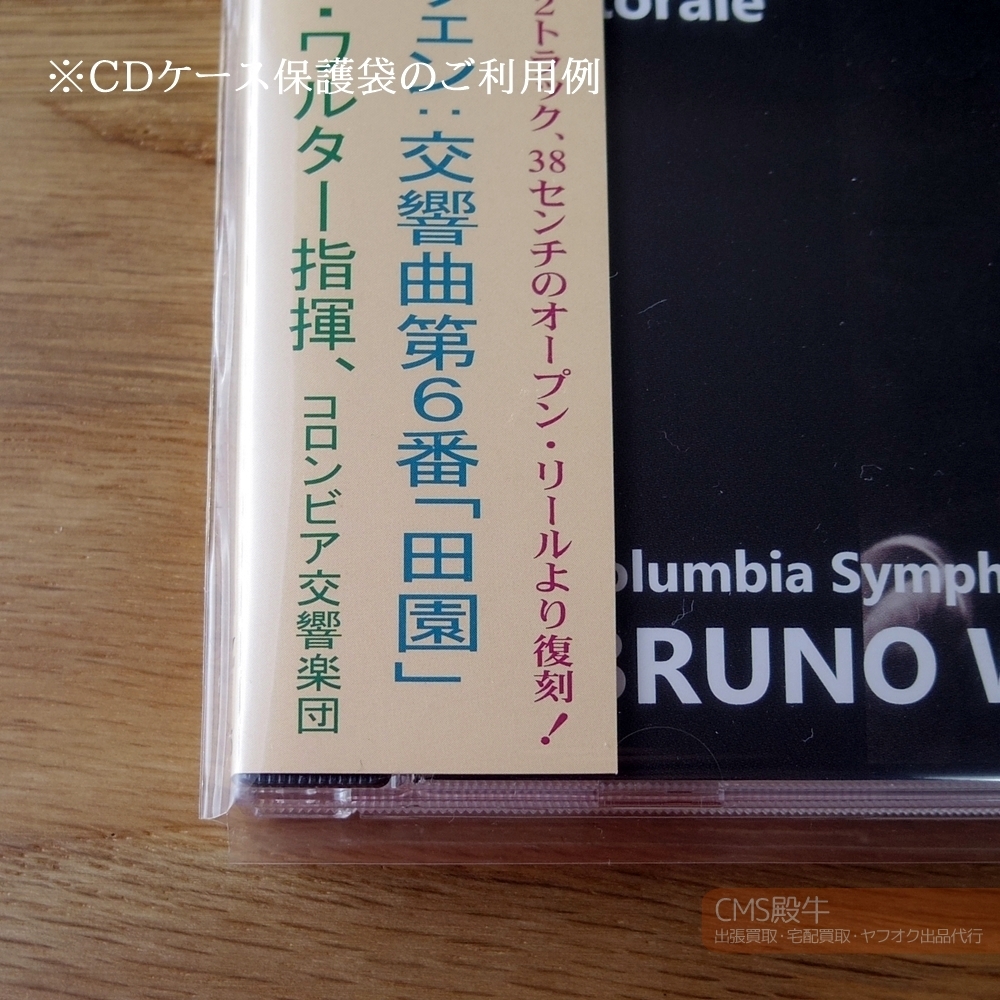 ※CDケース保護袋のご利用例
2トラック、38センチのオープン・リールより復刻!
ェン:交響曲第6番「田園」
・ワルター指揮、コロンビア交響楽団
torale
olumbia Symph
BRUNO W
CMS殿牛
出張買取・宅配買取・ヤフオク出品代行